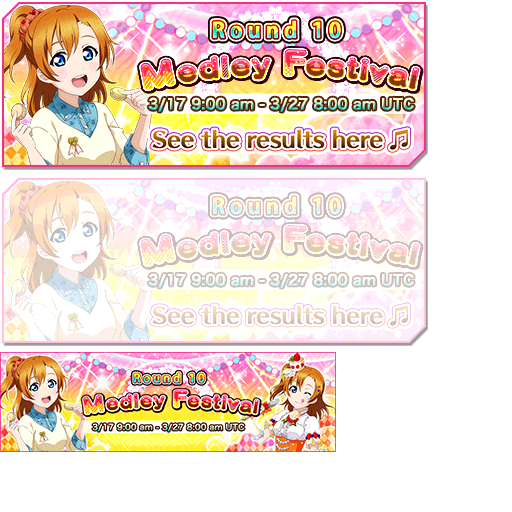 Round 10
Medley Festival
3/17 9:00 am - 3/27 8:00 am UTC
See the results here ♫
Round 10
Medley Festival
3/17 9:00 am - 3/27 8:00 am UTC
See the results here ♫
Round 10
Medley Festival
3/17 9:00 am - 3/27 8:00 am UTC